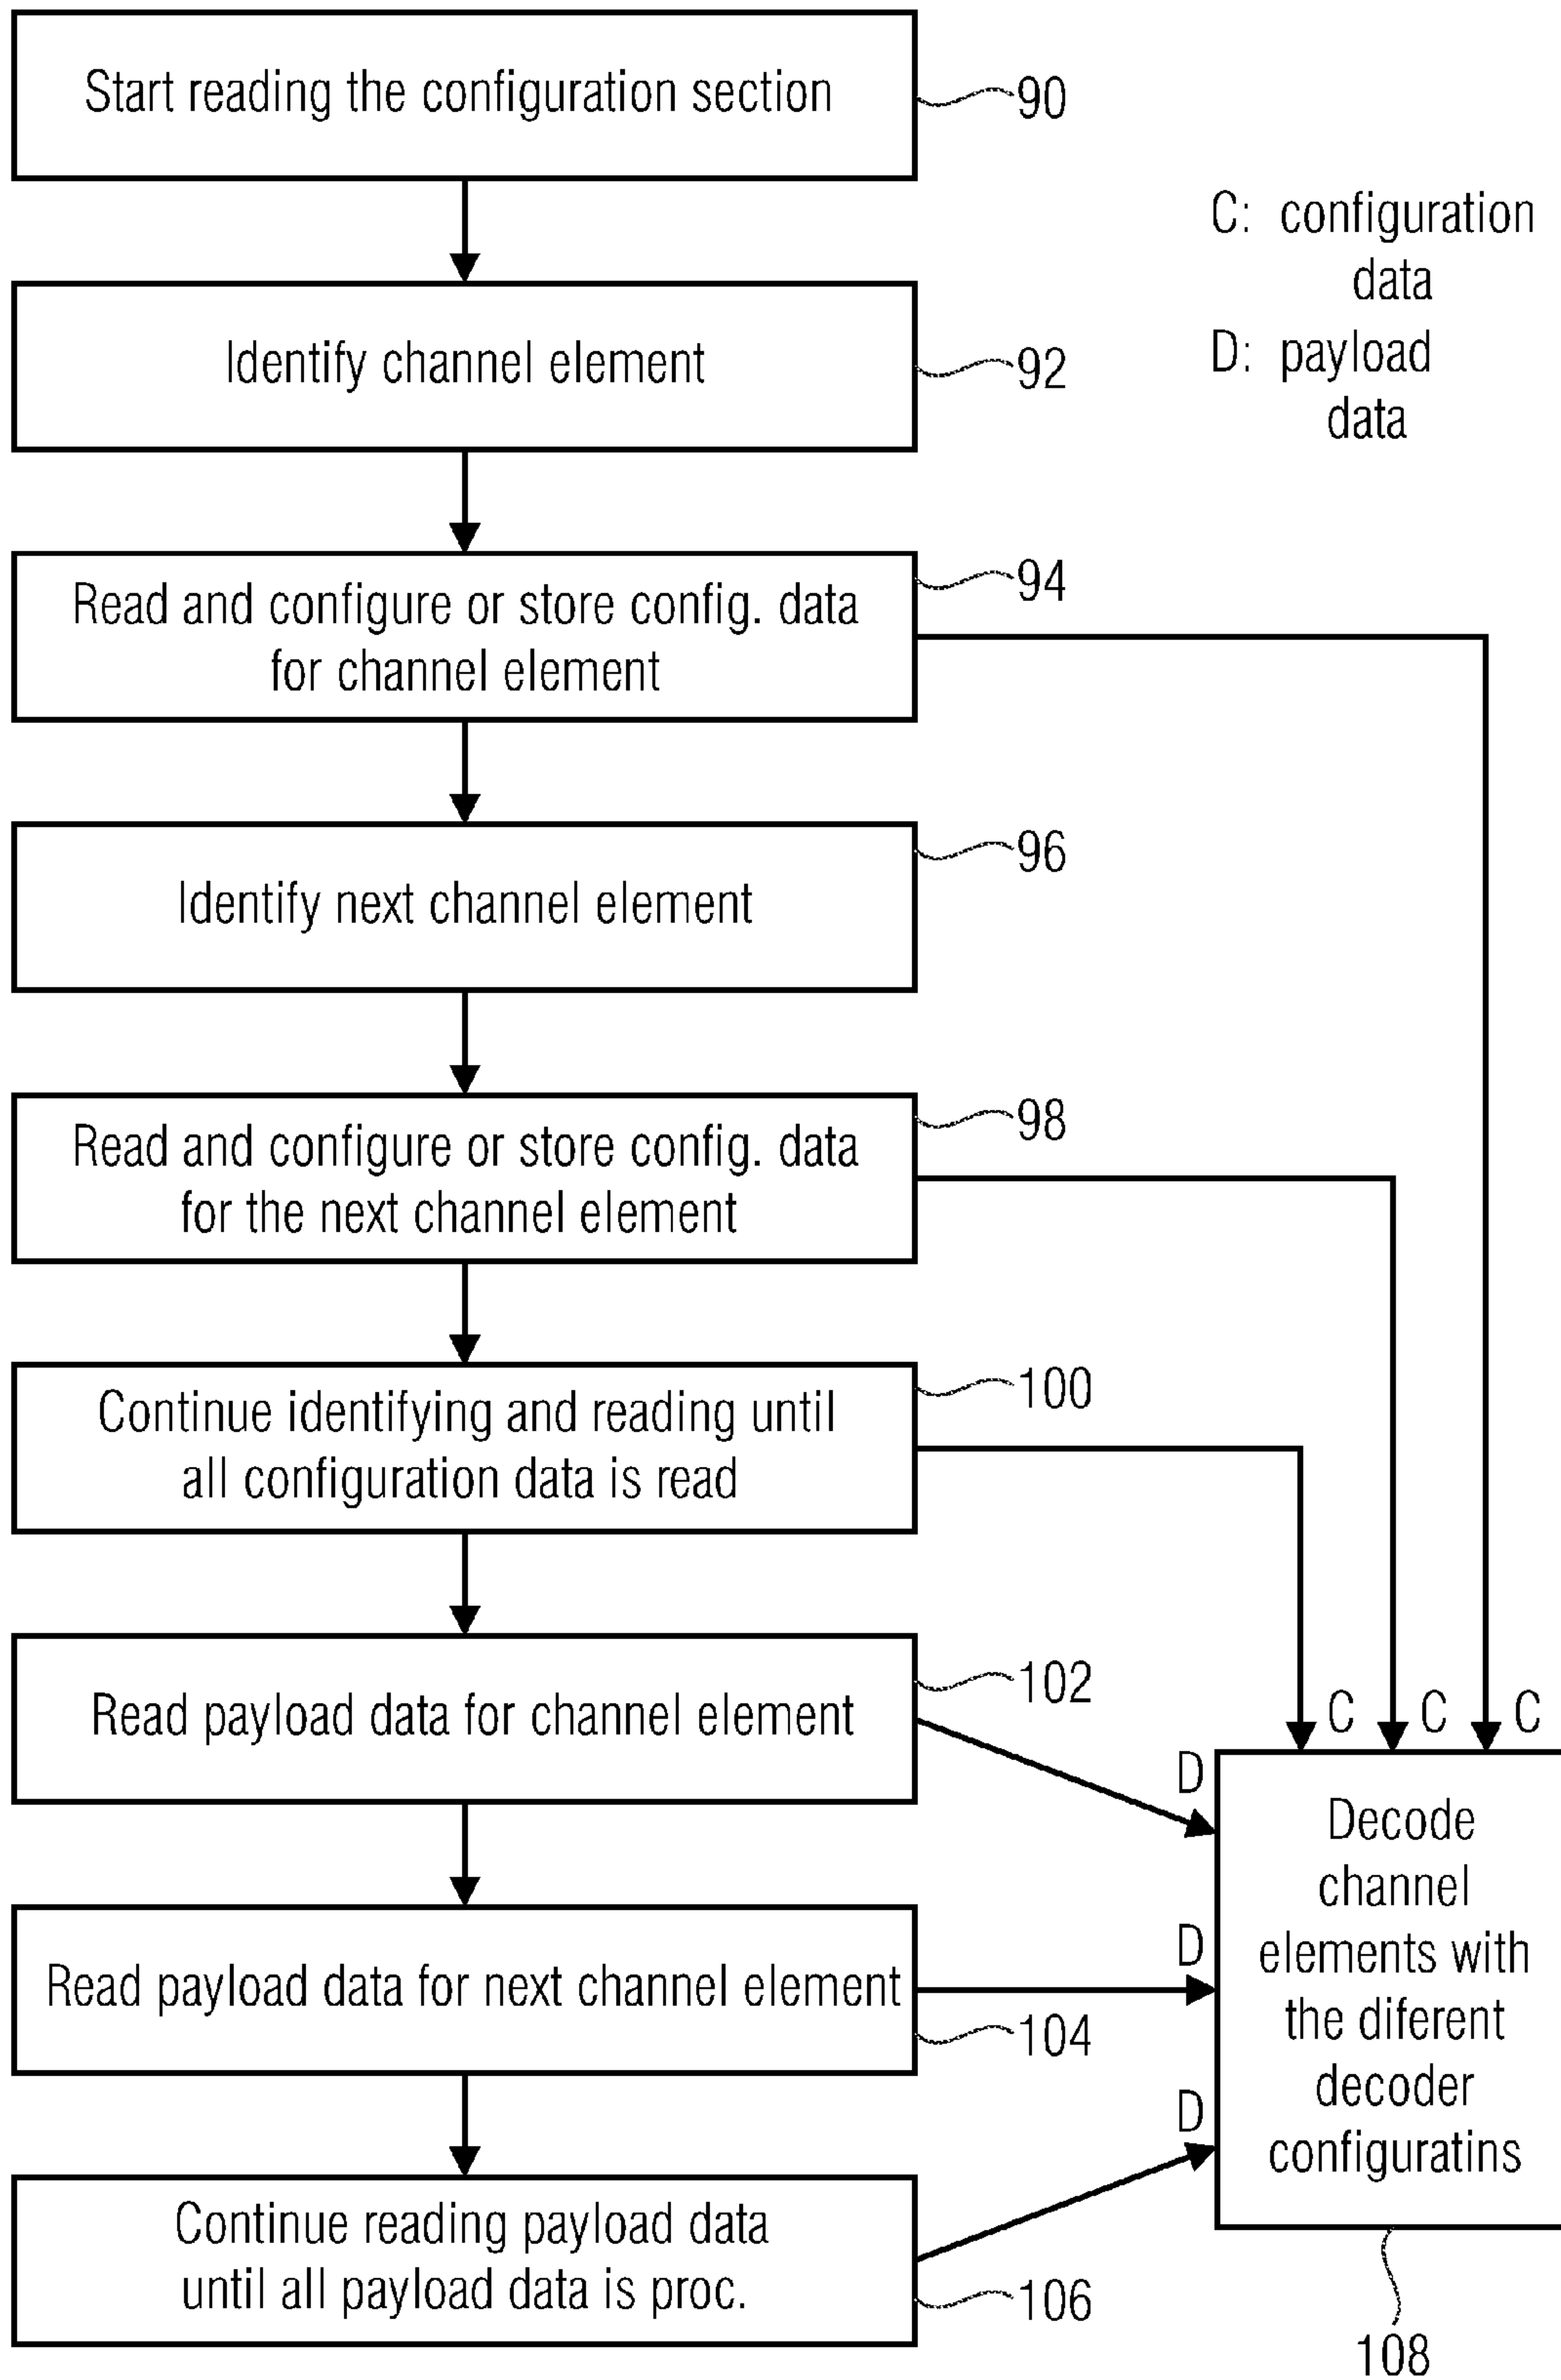 Start reading the configuration section
90
C: configuration
data
D: payload
data
Identify channel element
92
Read and configure or store config. data
for channel element
94
Identify next channel element
96
Read and configure or store config. data
for the next channel element
98
Continue identifying and reading until
all configuration data is read
100
Read payload data for channel element
102
C C C
D
Read payload data for next channel element
104
D
Continue reading payload data
until all payload data is proc.
106
D
Decode
channel
elements with
the diferent
decoder
configuratins
108